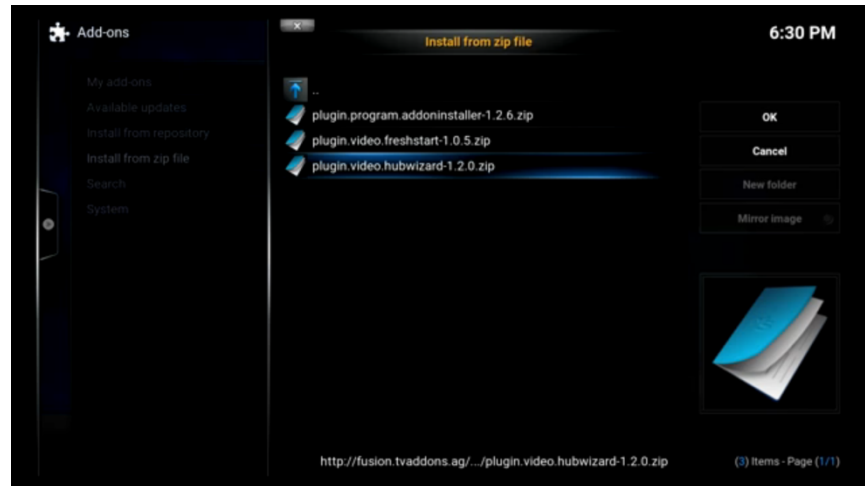 Add-ons
My add-ons
Available updates
Install from repository
Install from zip file
Search
System
Install from zip file
6:30 PM
..
plugin.program.addoninstaller-1.2.6.zip
plugin.video.freshstart-1.0.5.zip
plugin.video.hubwizard-1.2.0.zip
OK
Cancel
New folder
Mirror image
http://fusion.tvaddons.ag/.../plugin.video.hubwizard-1.2.0.zip
(3) Items - Page (1/1)